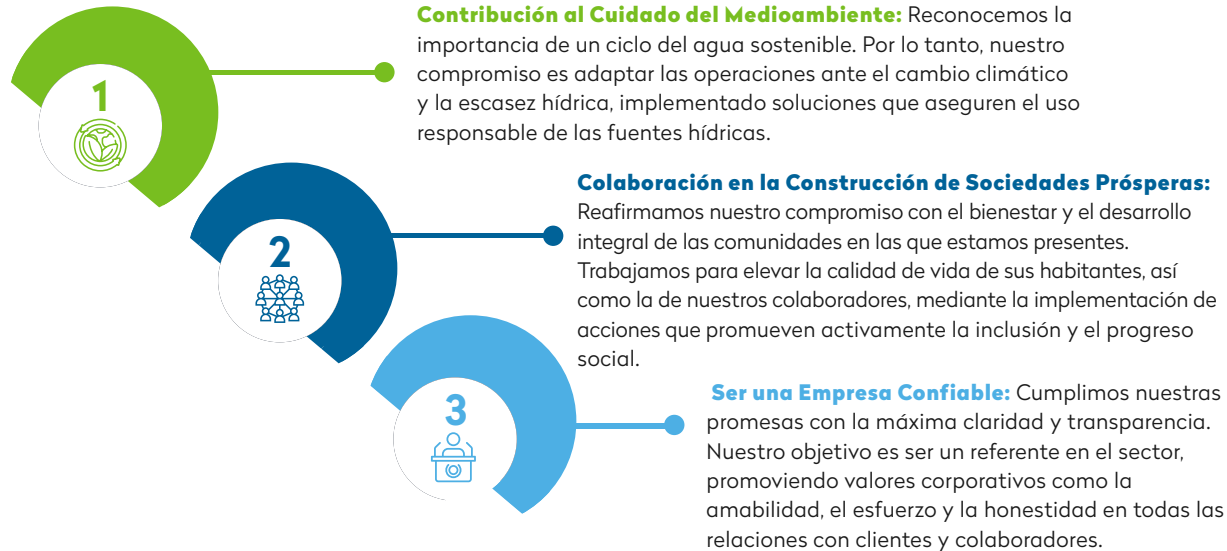 1
Contribución al Cuidado del Medioambiente: Reconocemos la
importancia de un ciclo del agua sostenible. Por lo tanto, nuestro
compromiso es adaptar las operaciones ante el cambio climático
y la escasez hídrica, implementado soluciones que aseguren el uso
responsable de las fuentes hídricas.
2
Colaboración en la Construcción de Sociedades Prósperas:
Reafirmamos nuestro compromiso con el bienestar y el desarrollo
integral de las comunidades en las que estamos presentes.
Trabajamos para elevar la calidad de vida de sus habitantes, así
como la de nuestros colaboradores, mediante la implementación de
acciones que promueven activamente la inclusión y el progreso
social.
3
Ser una Empresa Confiable: Cumplimos nuestras
promesas con la máxima claridad y transparencia.
Nuestro objetivo es ser un referente en el sector,
promoviendo valores corporativos como la
amabilidad, el esfuerzo y la honestidad en todas las
relaciones con clientes y colaboradores.